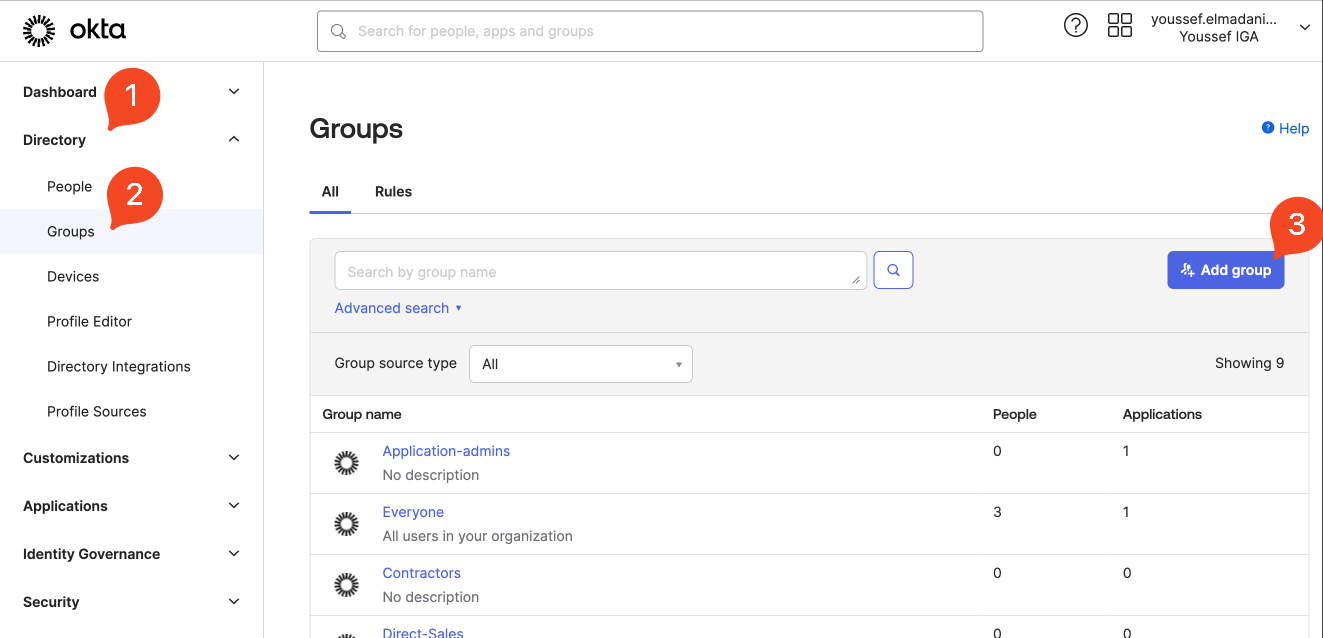 okta
Search for people, apps and groups
youssef.elmadani...
Youssef IGA
Dashboard
1
Directory
People
2
Groups
Devices
Profile Editor
Directory Integrations
Profile Sources
Customizations
Applications
Identity Governance
Security
Groups
? Help
All Rules
3
Search by group name
Add group
Advanced search
Group source type All Showing 9
Group name People Applications
Application-admins 0 1
No description
Everyone 3 1
All users in your organization
Contractors 0 0
No description
Direct-Sales 0 0